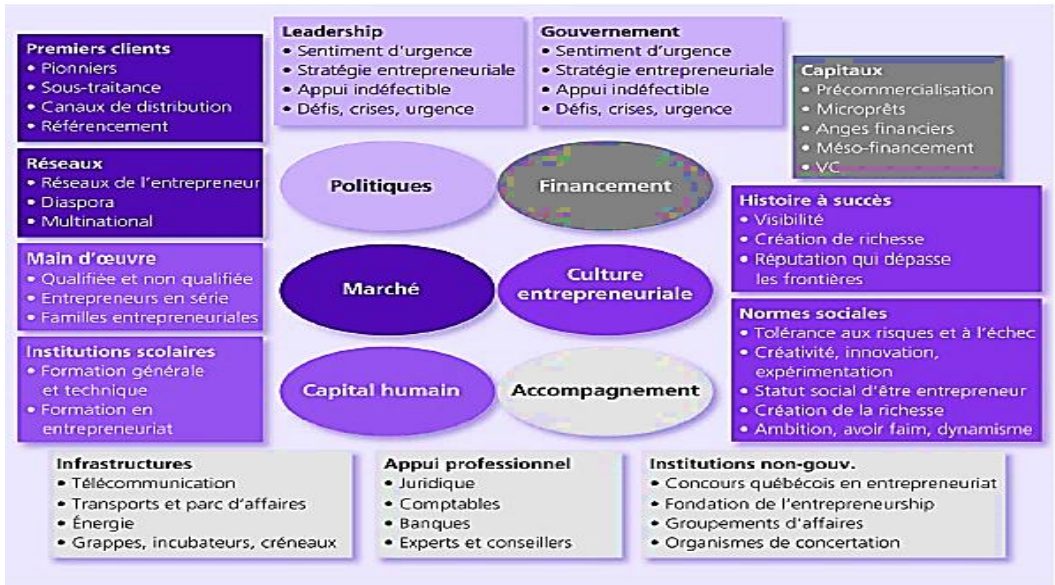 Premiers clients
• Pionniers
• Sous-traitance
• Canaux de distribution
• Référencement
Leadership
• Sentiment d'urgence
• Stratégie entrepreneuriale
• Appui indéfectible
• Défis, crises, urgence
Gouvernement
• Sentiment d'urgence
• Stratégie entrepreneuriale
• Appui indéfectible
• Défis, crises, urgence
Capitaux
• Précommercialisation
• Microprêts
• Anges financiers
• Méso-financement
• VC
Réseaux
• Réseaux de l'entrepreneur
• Diaspora
• Multinational
Politiques
Financement
Histoire à succès
• Visibilité
• Création de richesse
• Réputation qui dépasse
les frontières
Main d'œuvre
• Qualifiée et non qualifiée
• Entrepreneurs en série
• Familles entrepreneuriales
Marché
Culture
entrepreneuriale
Normes sociales
• Tolérance aux risques et à l'échec
• Créativité, innovation,
expérimentation
• Statut social d'être entrepreneur
• Création de la richesse
• Ambition, avoir faim, dynamisme
Institutions scolaires
• Formation générale
et technique
• Formation en
entrepreneuriat
Capital humain
Accompagnement
Infrastructures
• Télécommunication
• Transports et parc d'affaires
• Énergie
• Grappes, incubateurs, créneaux
Appui professionnel
• Juridique
• Comptables
• Banques
• Experts et conseillers
Institutions non-gouv.
• Concours québécois en entrepreneuriat
• Fondation de l'entrepreneurship
• Groupements d'affaires
• Organismes de concertation